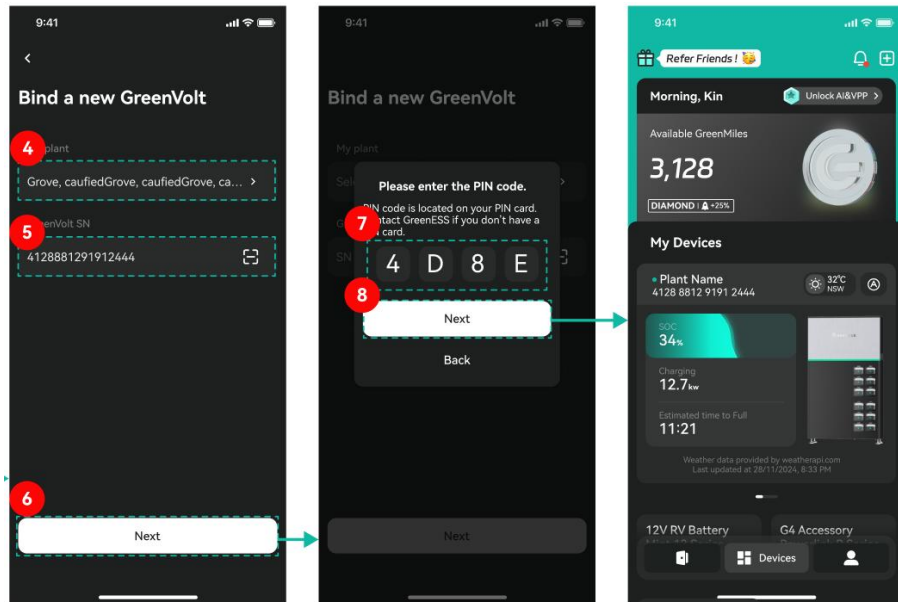 9:41
Bind a new GreenVolt
4
plant
Grove, caufiedGrove, caufiedGrove, ca...
5
enVolt SN
4128881291912444
6
Next
9:41
Bind a new GreenVolt
My plant
Sel
Please enter the PIN code.
PIN code is located on your PIN card.
ntact GreenESS if you don't have a
card.
7
SN
4 D 8 E
8
Next
Back
Next
9:41
Refer Friends !
Morning, Kin
Unlock AI&VPP >
Available GreenMiles
3,128
DIAMOND | +25%
My Devices
Plant Name
4128 8812 9191 2444
32°C
NSW
SOC
34%
Charging
12.7kw
Estimated time to Full
11:21
Weather data provided by weatherapi.com
Last updated at 28/11/2024, 8:33 PM
12V RV Battery
G4 Accessory
Devices